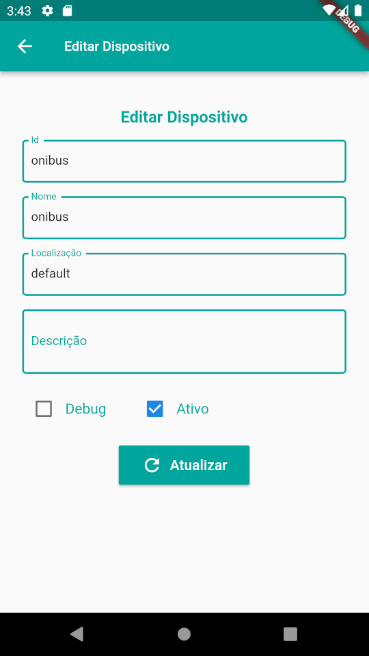 3:43
DEBUG
Editar Dispositivo
Editar Dispositivo
Id
onibus
Nome
onibus
Localização
default
Descrição
Debug
Ativo
Atualizar